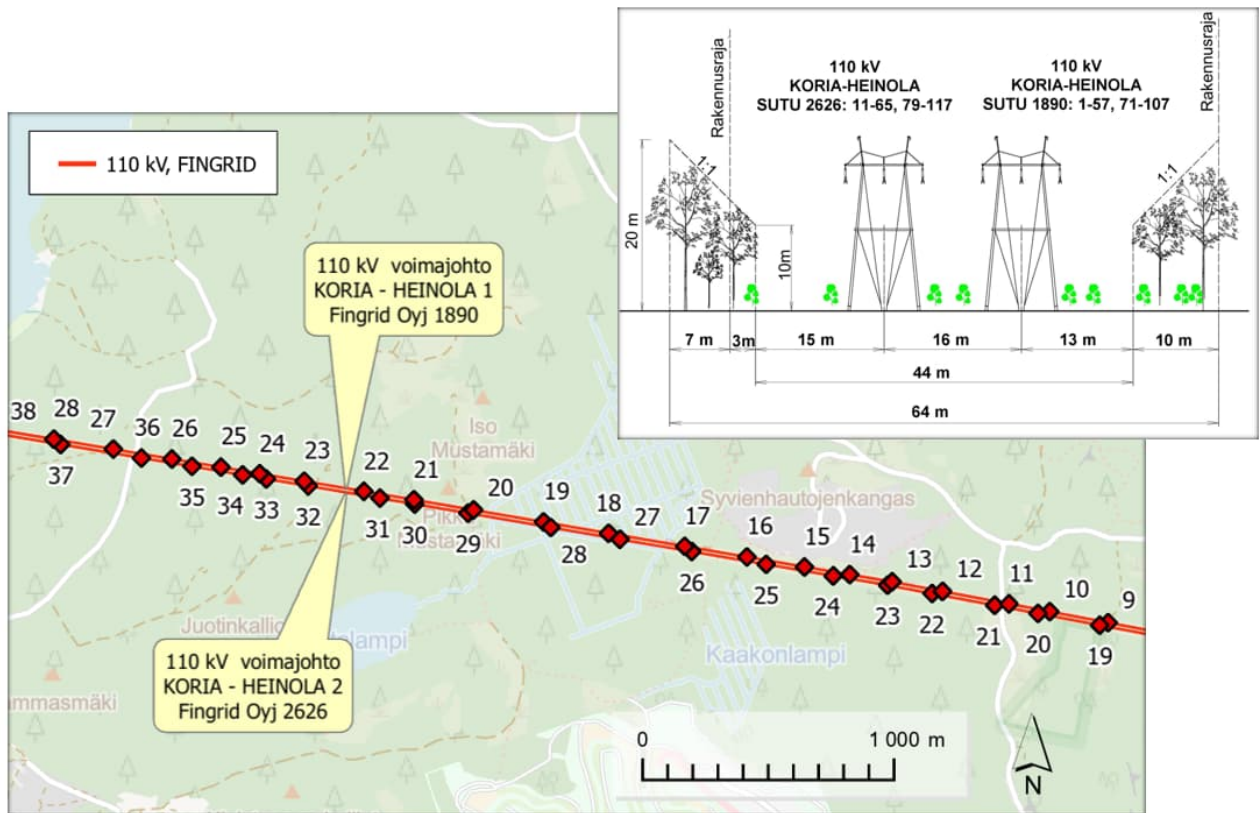 110 kV
KORIA-HEINOLA
SUTU 2626: 11-65, 79-117
110 kV
KORIA-HEINOLA
SUTU 1890: 1-57, 71-107
Rakennusraja
Rakennusraja
1:1
1:1
20 m
10m
7 m
3m
15 m
16 m
13 m
10 m
44 m
64 m
110 kV, FINGRID
110 kV voimajohto
KORIA - HEINOLA 1
Fingrid Oyj 1890
38 28 27 36 26 25 24 23 22 21 20 19 18 27 17 16 15 14 13 12 11 10 9
37 35 34 33 32 31 30 29 28 26 25 24 23 22 21 20 19
Iso
Mustamäki
Pikku
Mustamäki
Syvienhautojenkangas
Juotinkallio
Kaakonlampi
110 kV voimajohto
KORIA - HEINOLA 2
Fingrid Oyj 2626
0 1 000 m
N